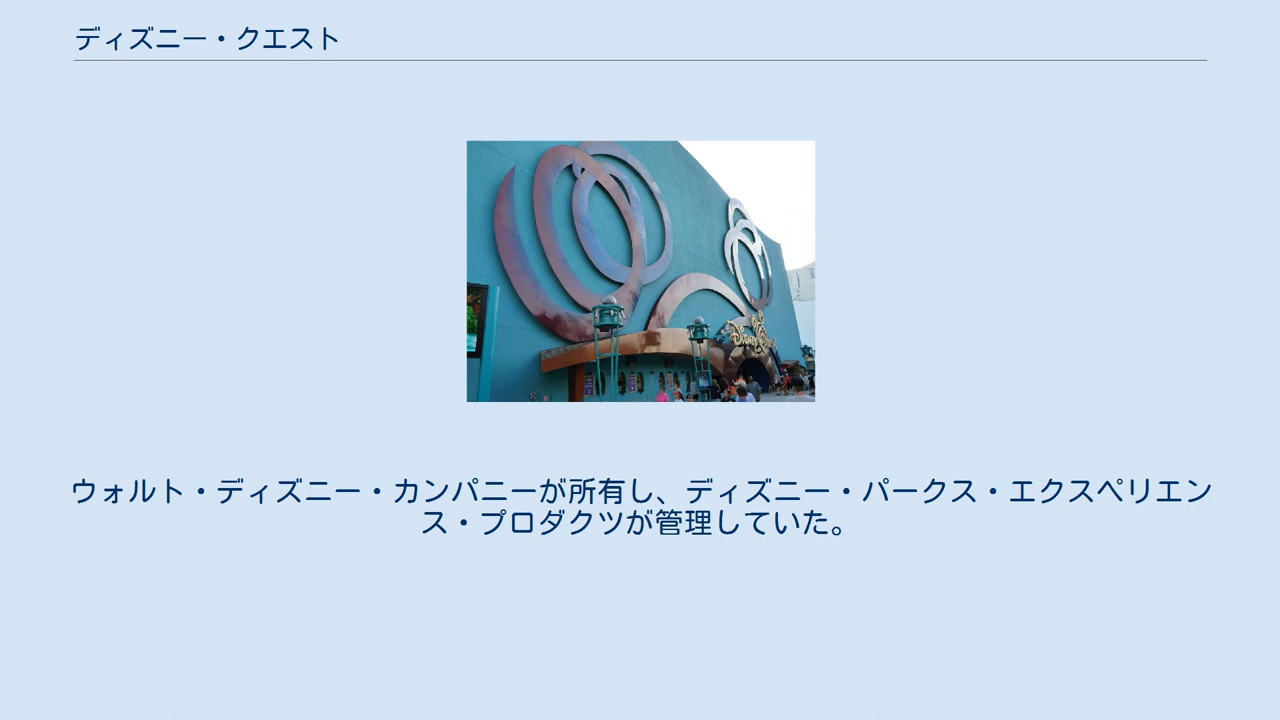 ディズニー・クエスト
Disney Quest
ウォルト・ディズニー・カンパニーが所有し、ディズニー・パークス・エクスペリエン
ス・プロダクツが管理していた。